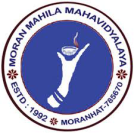 MORAN MAHILA MAHAVIDYALAYA
ESTD : 1992
MORANHAT-785670